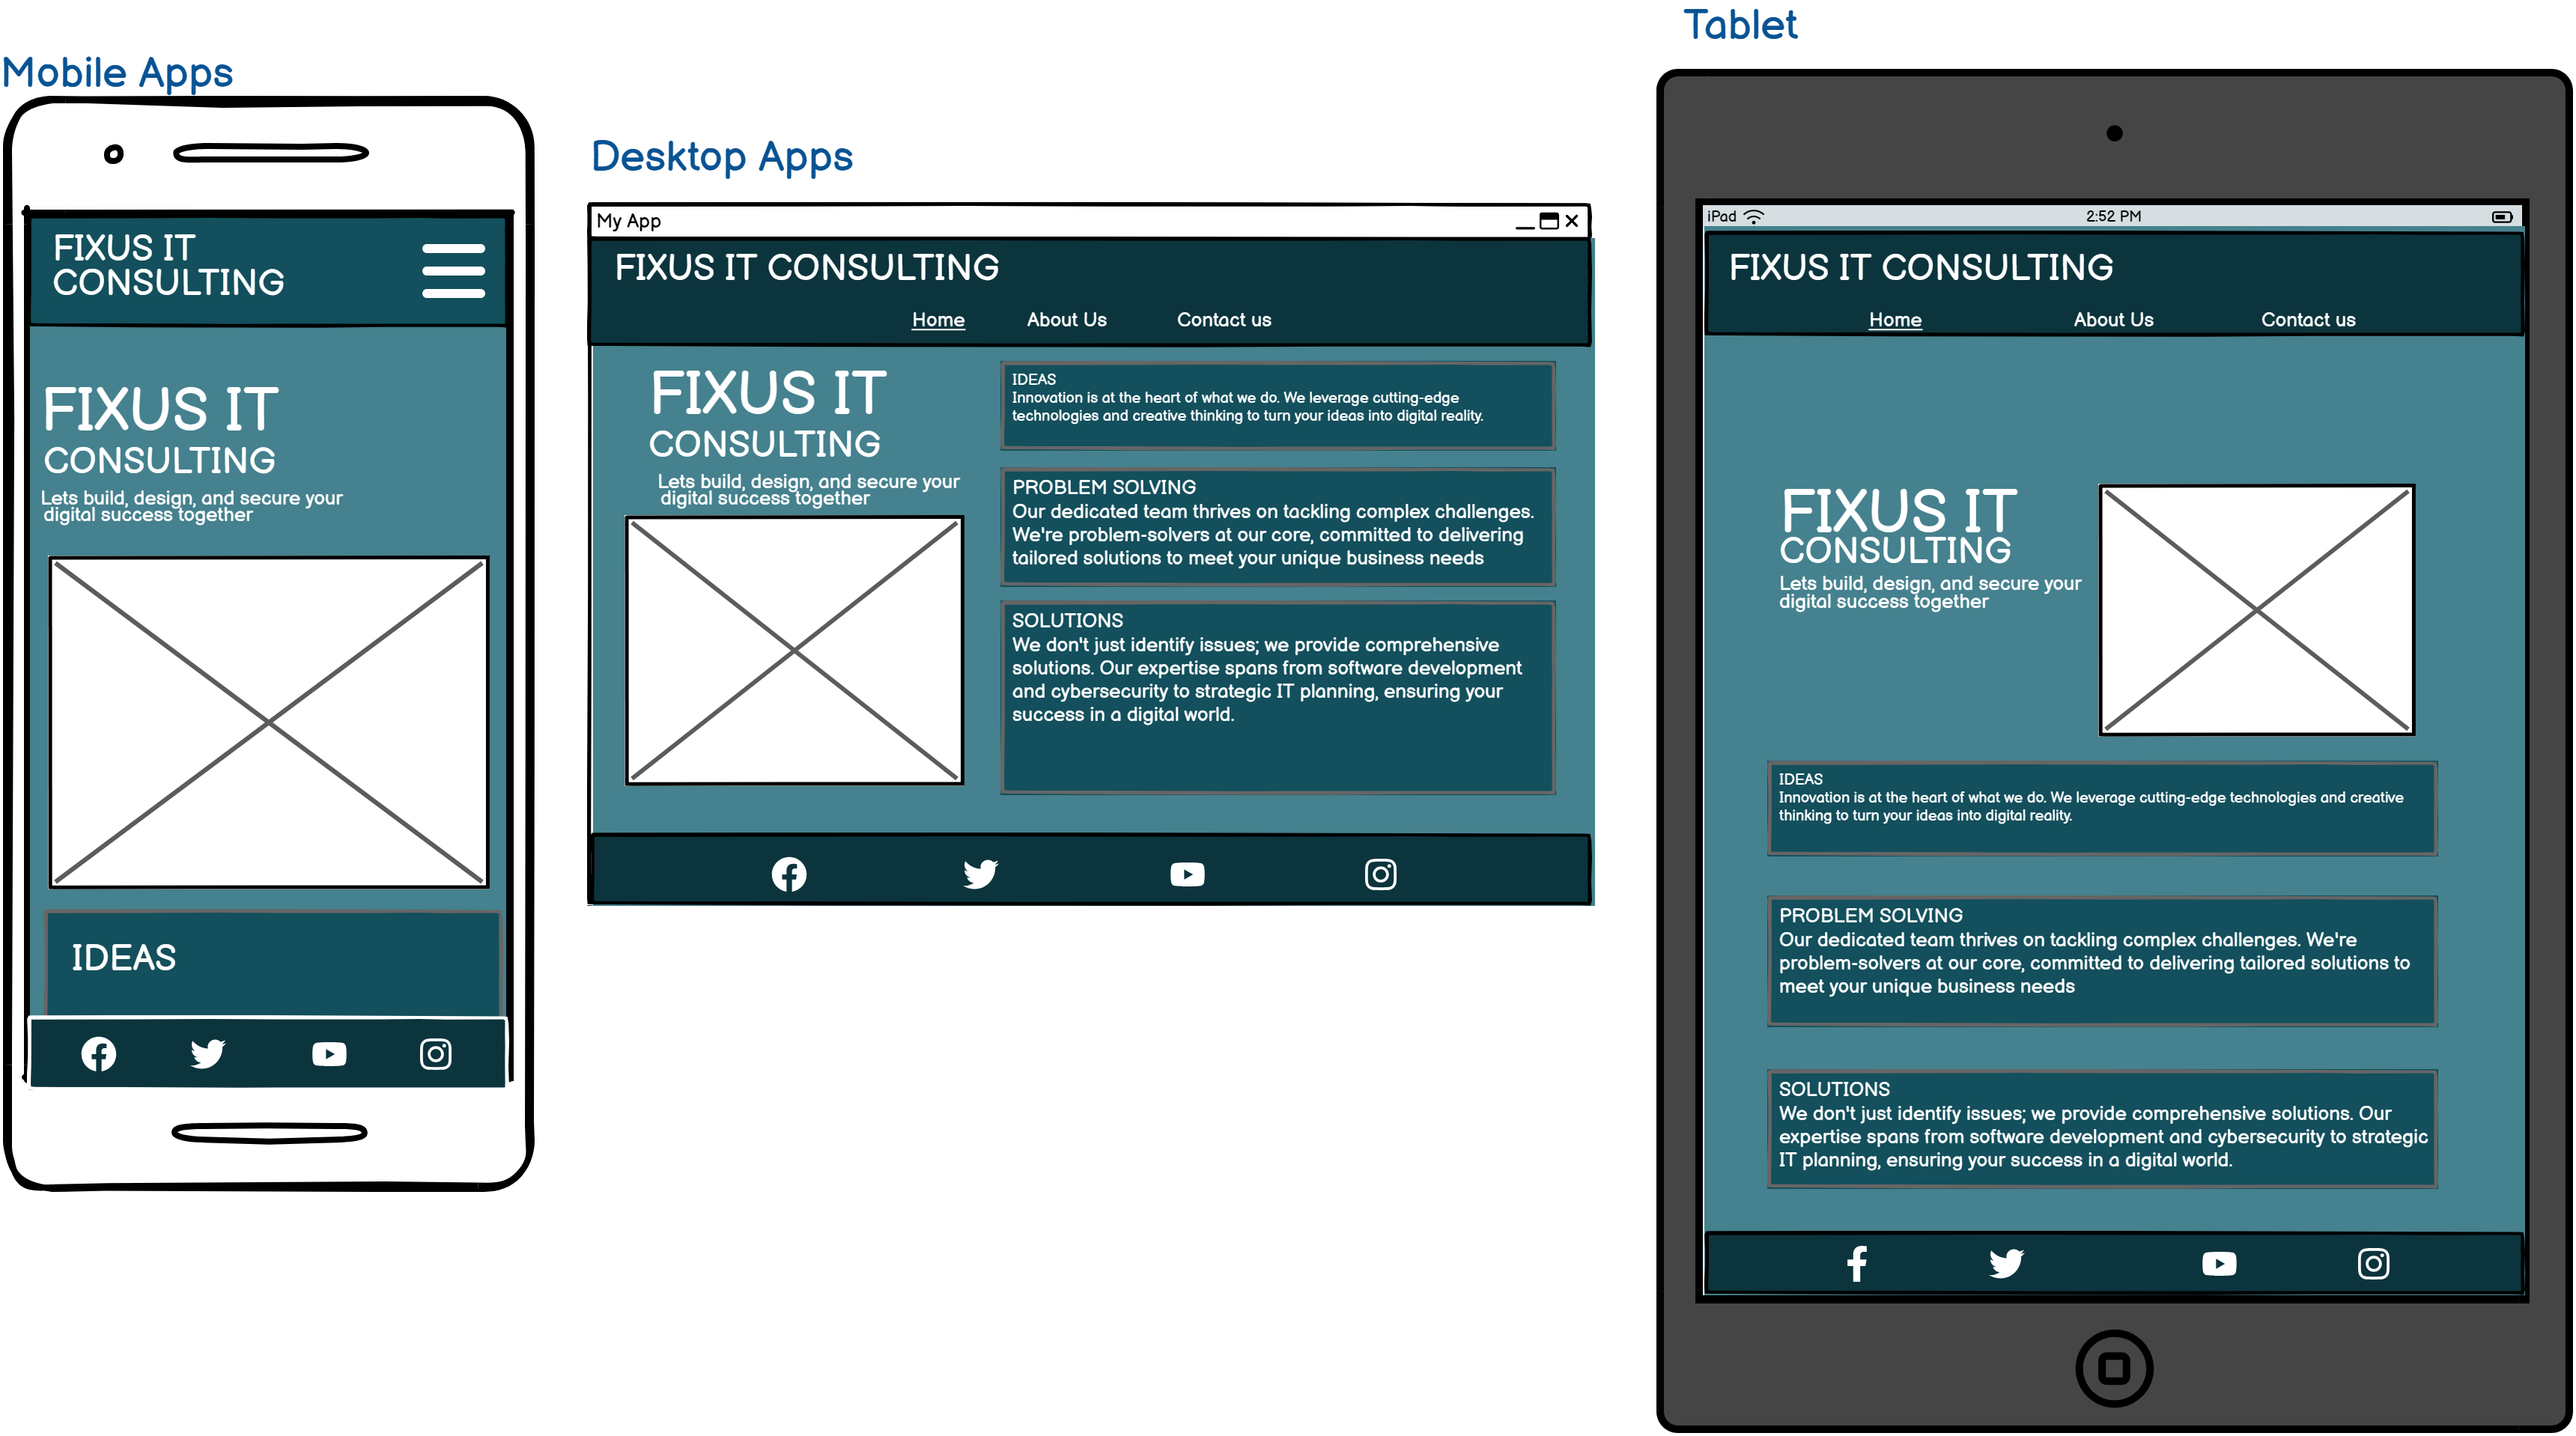 Mobile Apps
FIXUS IT
CONSULTING
FIXUS IT
CONSULTING
Lets build, design, and secure your
digital success together
IDEAS
Desktop Apps
My App
FIXUS IT CONSULTING
Home About Us Contact us
FIXUS IT
CONSULTING
Lets build, design, and secure your
digital success together
IDEAS
Innovation is at the heart of what we do. We leverage cutting-edge
technologies and creative thinking to turn your ideas into digital reality.
PROBLEM SOLVING
Our dedicated team thrives on tackling complex challenges.
We're problem-solvers at our core, committed to delivering
tailored solutions to meet your unique business needs
SOLUTIONS
We don't just identify issues; we provide comprehensive
solutions. Our expertise spans from software development
and cybersecurity to strategic IT planning, ensuring your
success in a digital world.
Tablet
iPad 2:52 PM
FIXUS IT CONSULTING
Home About Us Contact us
FIXUS IT
CONSULTING
Lets build, design, and secure your
digital success together
IDEAS
Innovation is at the heart of what we do. We leverage cutting-edge technologies and creative
thinking to turn your ideas into digital reality.
PROBLEM SOLVING
Our dedicated team thrives on tackling complex challenges. We're
problem-solvers at our core, committed to delivering tailored solutions to
meet your unique business needs
SOLUTIONS
We don't just identify issues; we provide comprehensive solutions. Our
expertise spans from software development and cybersecurity to strategic
IT planning, ensuring your success in a digital world.